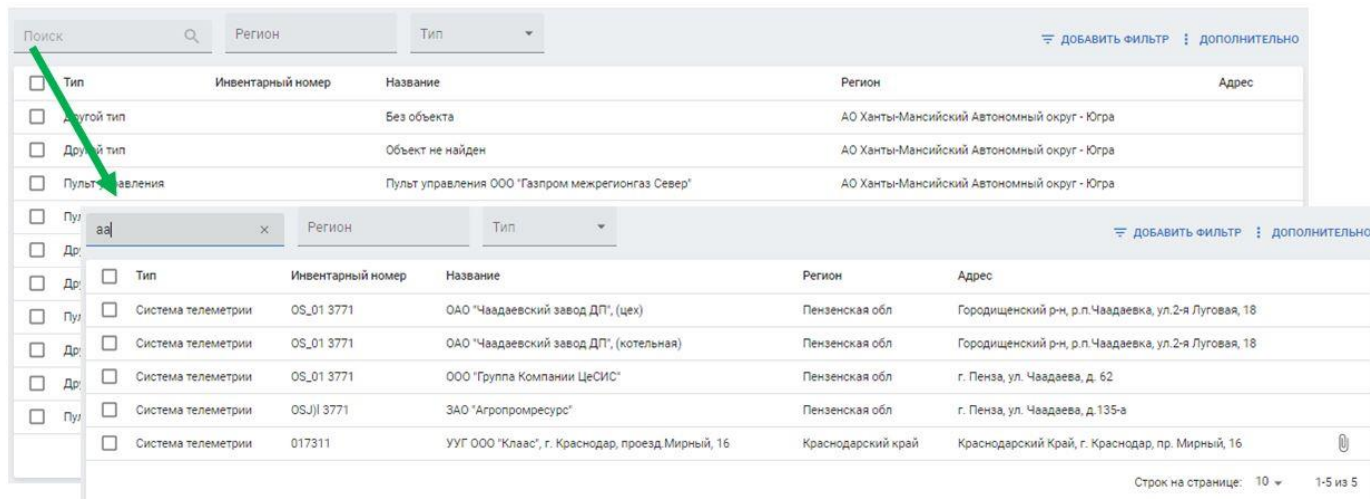 Поиск Регион Тип ДОБАВИТЬ ФИЛЬТР ДОПОЛНИТЕЛЬНО
Тип Инвентарный номер Название Регион Адрес
Другой тип Без объекта АО Ханты-Мансийский Автономный округ - Югра
Другой тип Объект не найден АО Ханты-Мансийский Автономный округ - Югра
Пульт управления Пульт управления ООО "Газпром межрегионгаз Север" АО Ханты-Мансийский Автономный округ - Югра
аа Регион Тип ДОБАВИТЬ ФИЛЬТР ДОПОЛНИТЕЛЬНО
Тип Инвентарный номер Название Регион Адрес
Система телеметрии OS_01 3771 ОАО "Чаадаевский завод ДП", (цех) Пензенская обл Городищенский р-н, р.п.Чаадаевка, ул.2-я Луговая, 18
Система телеметрии OS_01 3771 ОАО "Чаадаевский завод ДП", (котельная) Пензенская обл Городищенский р-н, р.п.Чаадаевка, ул.2-я Луговая, 18
Система телеметрии OS_01 3771 ООО "Группа Компании ЦеСИС" Пензенская обл г. Пенза, ул. Чаадаева, д. 62
Система телеметрии OSJ)l 3771 ЗАО "Агропромресурс" Пензенская обл г. Пенза, ул. Чаадаева, д.135-а
Система телеметрии 017311 УУГ ООО "Клаас", г. Краснодар, проезд.Мирный, 16 Краснодарский край Краснодарский Край, г. Краснодар, пр. Мирный, 16
Строк на странице: 10 1-5 из 5